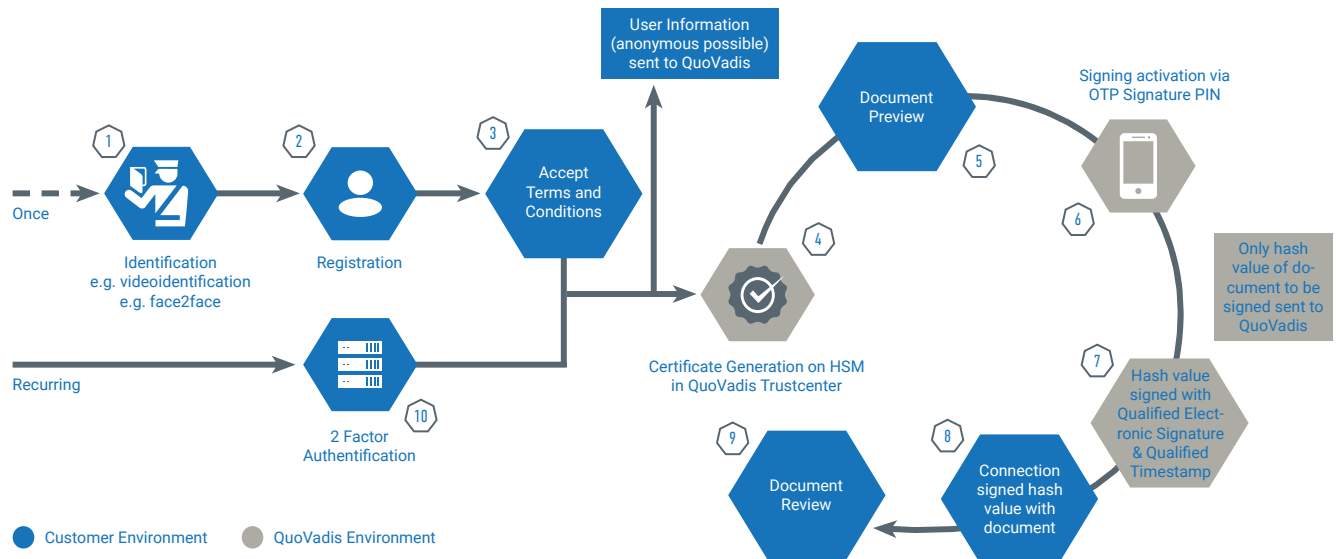 User Information
(anonymous possible)
sent to QuoVadis
Once
1
Identification
e.g. videoidentification
e.g. face2face
2
Registration
3
Accept
Terms and
Conditions
Recurring
10
2 Factor
Authentification
4
Certificate Generation on HSM
in QuoVadis Trustcenter
Document
Preview
5
Signing activation via
OTP Signature PIN
6
Only hash
value of do-
cument to be
signed sent to
QuoVadis
7
Hash value
signed with
Qualified Elect-
ronic Signature
& Qualified
Timestamp
8
Connection
signed hash
value with
document
9
Document
Review
Customer Environment
QuoVadis Environment